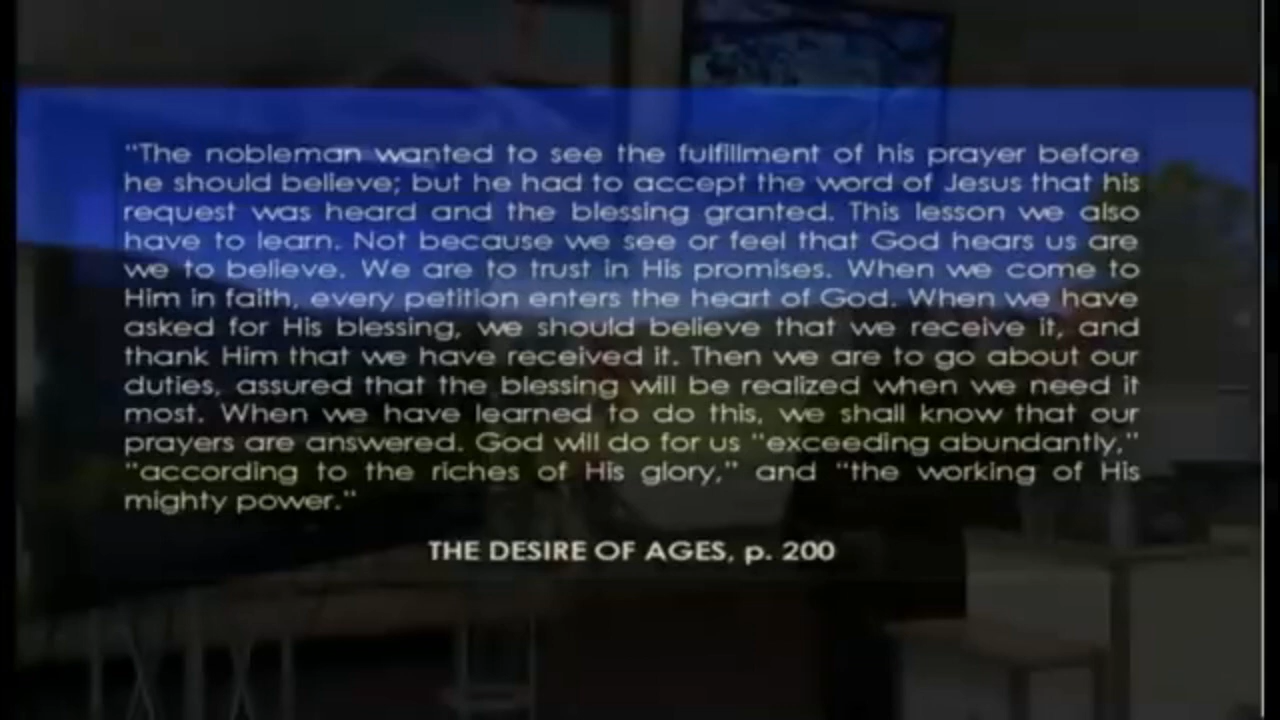 "The nobleman wanted to see the fulfillment of his prayer before
he should believe; but he had to accept the word of Jesus that his
request was heard and the blessing granted. This lesson we also
have to learn. Not because we see or feel that God hears us are
we to believe. We are to trust in His promises. When we come to
Him in faith, every petition enters the heart of God. When we have
asked for His blessing, we should believe that we receive it, and
thank Him that we have received it. Then we are to go about our
duties, assured that the blessing will be realized when we need it
most. When we have learned to do this, we shall know that our
prayers are answered. God will do for us "exceeding abundantly,"
"according to the riches of His glory," and "the working of His
mighty power."
THE DESIRE OF AGES, p. 200